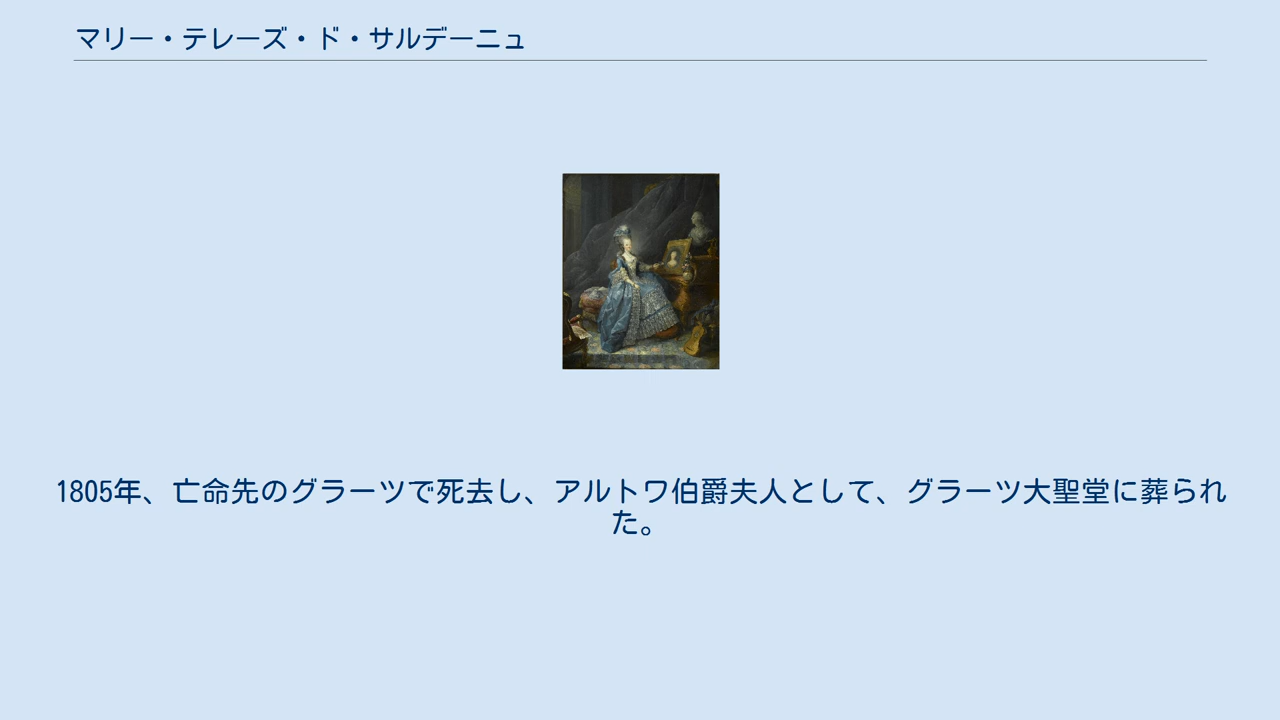 マリー・テレーズ・ド・サルデーニュ
1805年、亡命先のグラーツで死去し、アルトワ伯爵夫人として、グラーツ大聖堂に葬られ
た。